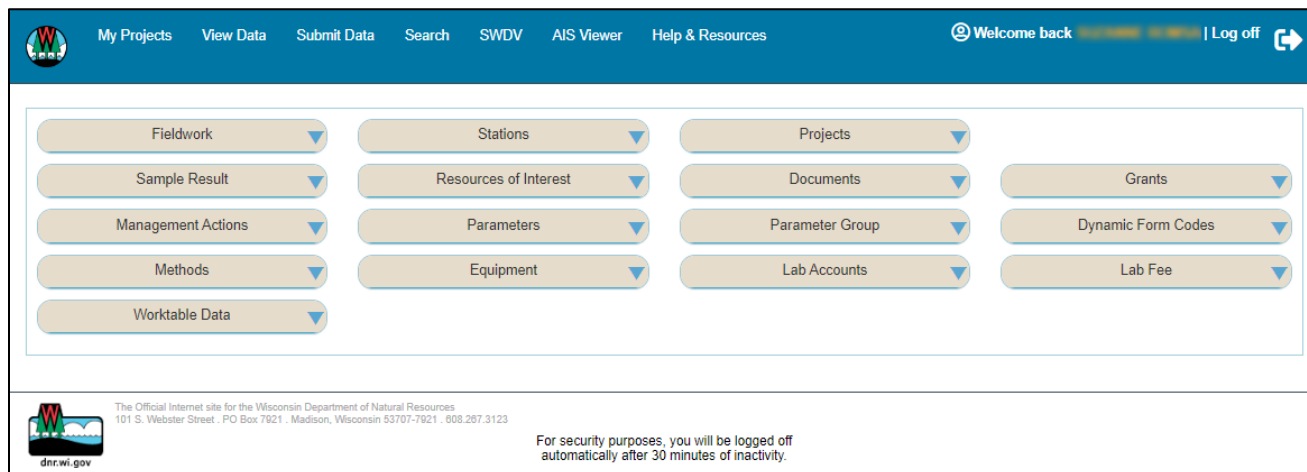 My Projects View Data Submit Data Search SWDV AIS Viewer Help & Resources Welcome back | Log off
W
Fieldwork Stations Projects
Sample Result Resources of Interest Documents Grants
Management Actions Parameters Parameter Group Dynamic Form Codes
Methods Equipment Lab Accounts Lab Fee
Worktable Data
The Official Internet site for the Wisconsin Department of Natural Resources
101 S. Webster Street . PO Box 7921 . Madison, Wisconsin 53707-7921 . 608.267.3123
W
dnr.wi.gov
For security purposes, you will be logged off
automatically after 30 minutes of inactivity.